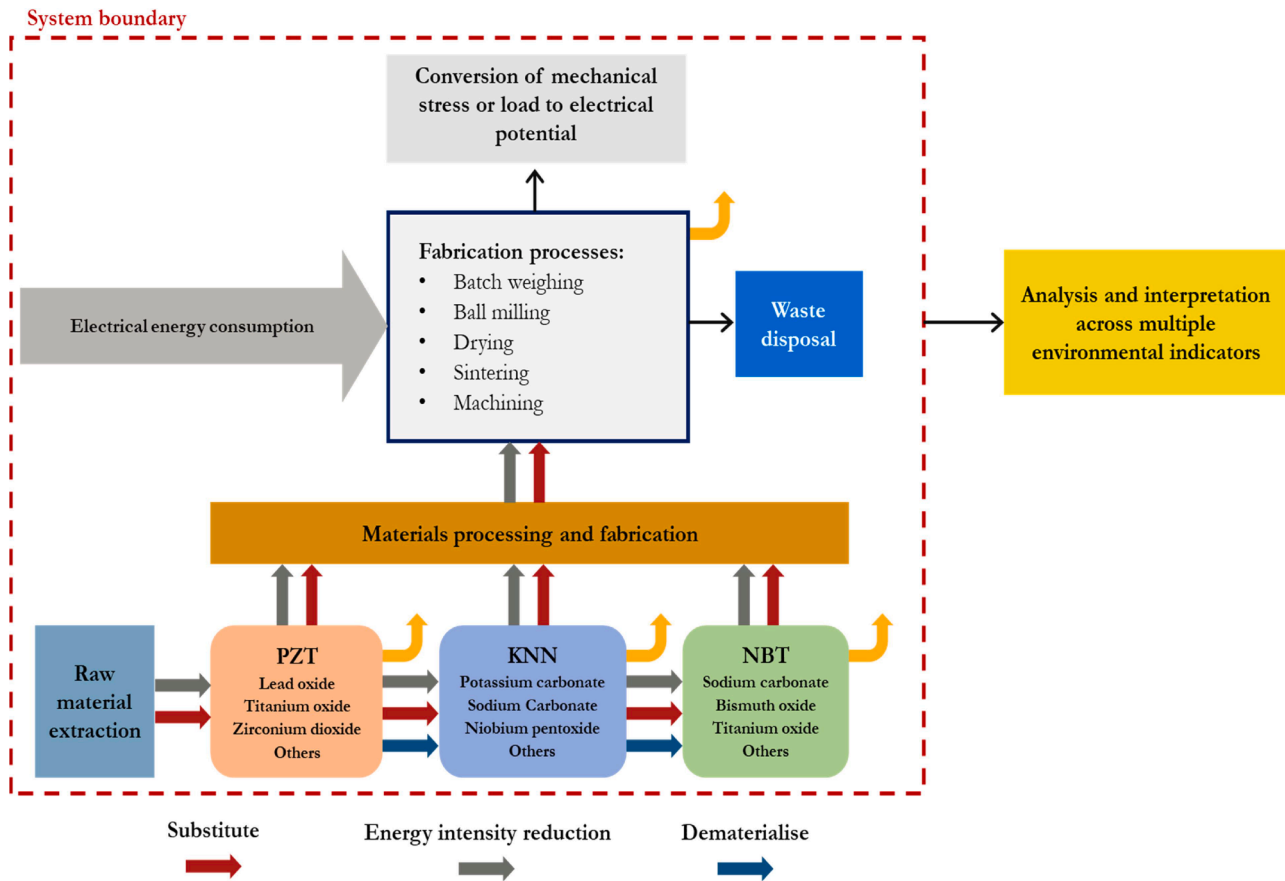 System boundary
Conversion of mechanical
stress or load to electrical
potential
Fabrication processes:
• Batch weighing
• Ball milling
• Drying
• Sintering
• Machining
Electrical energy consumption
Waste
disposal
Analysis and interpretation
across multiple
environmental indicators
Materials processing and fabrication
Raw
material
extraction
PZT
Lead oxide
Titanium oxide
Zirconium dioxide
Others
KNN
Potassium carbonate
Sodium Carbonate
Niobium pentoxide
Others
NBT
Sodium carbonate
Bismuth oxide
Titanium oxide
Others
Substitute
Energy intensity reduction
Dematerialise